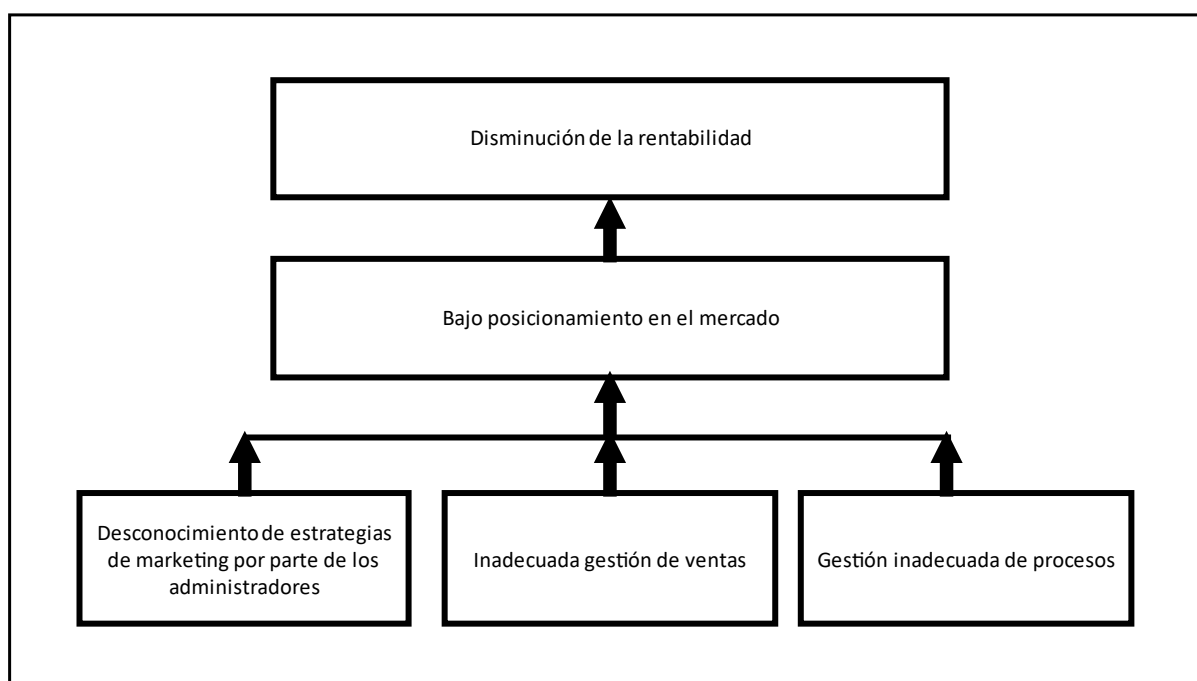 Disminución de la rentabilidad
Bajo posicionamiento en el mercado
Desconocimiento de estrategias
de marketing por parte de los
administradores
Inadecuada gestión de ventas
Gestión inadecuada de procesos